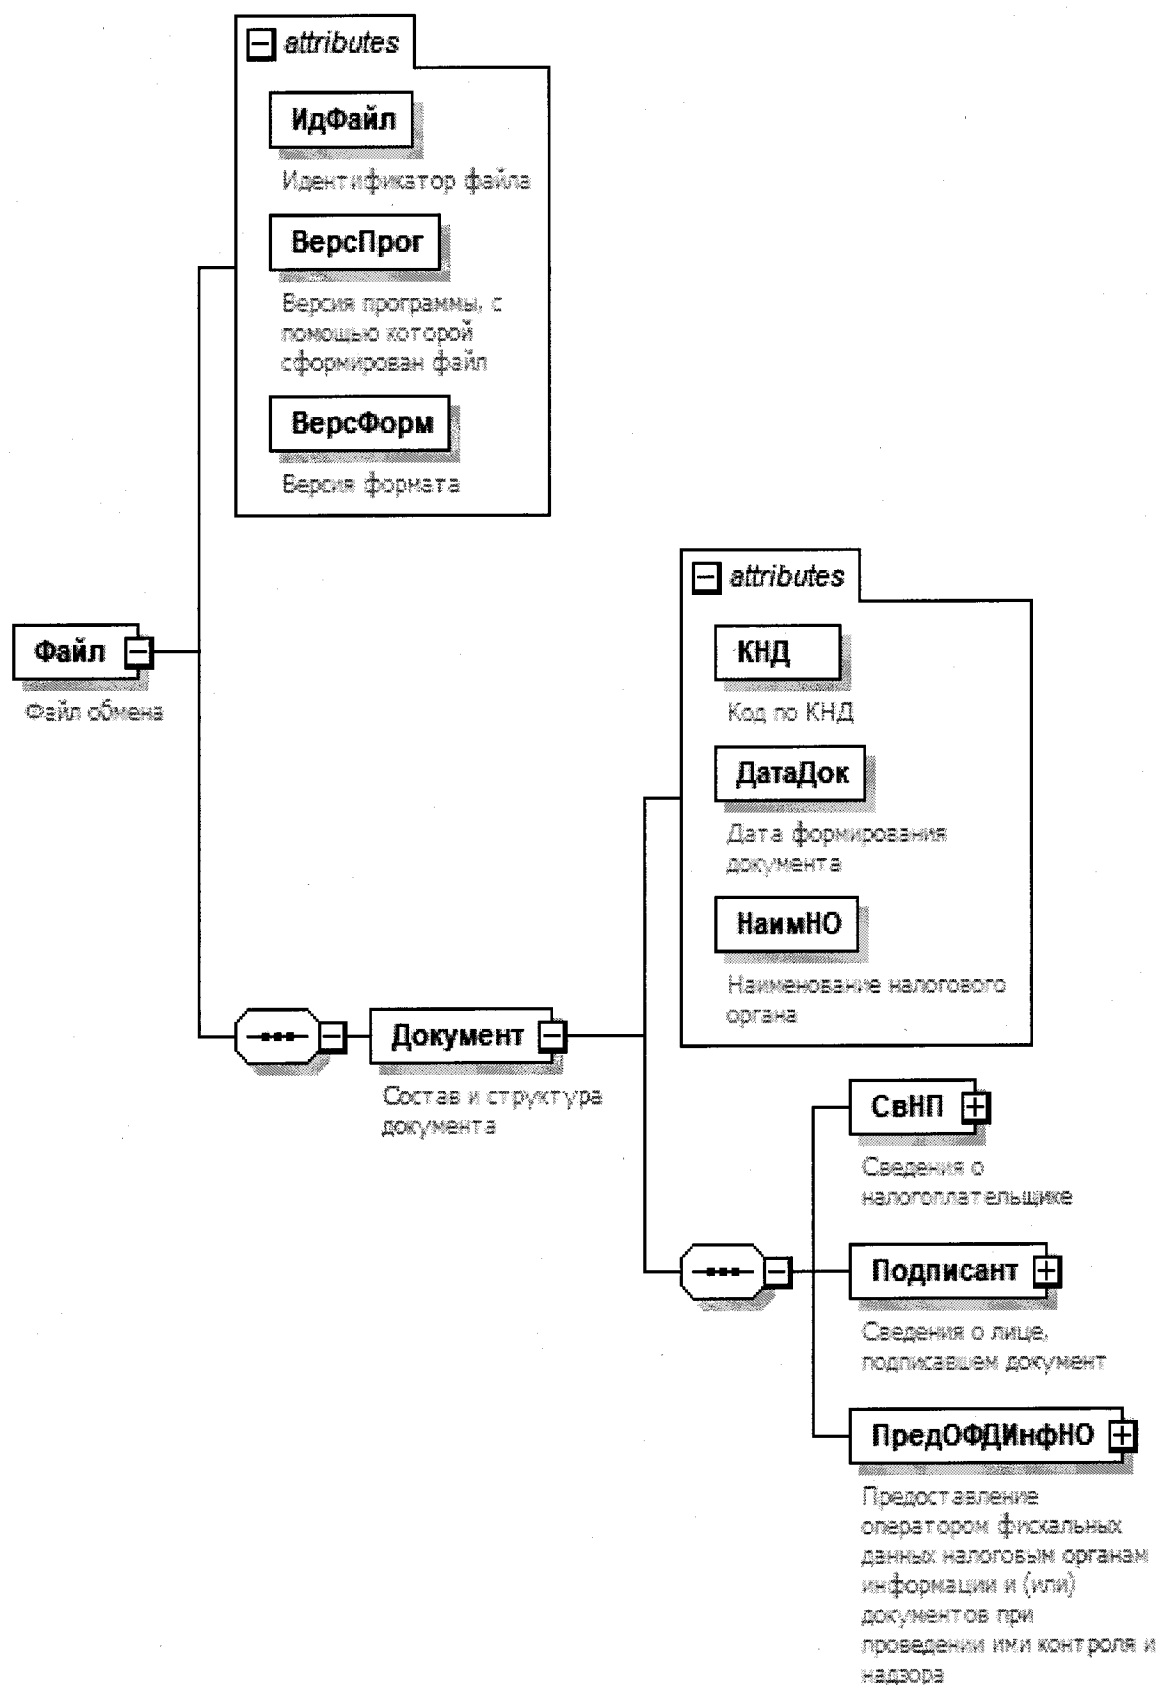 attributes
ИдФайл
Идентификатор файла
ВерсПрог
Версия программы, с
помощью которой
сформирован файл
ВерсФорм
Версия формата
Файл
Файл обмена
attributes
КНД
Код по КНД
ДатаДок
Дата формирования
документа
НаимНО
Наименование налогового
органа
Документ
Состав и структура
документа
СвНП
Сведения о
налогоплательщике
Подписант
Сведения о лице,
подписавшем документ
ПредОФДИнфНО
Предоставление
оператором фискальных
данных налоговым органам
информации и (или)
документов при
проведении ими контроля и
надзора